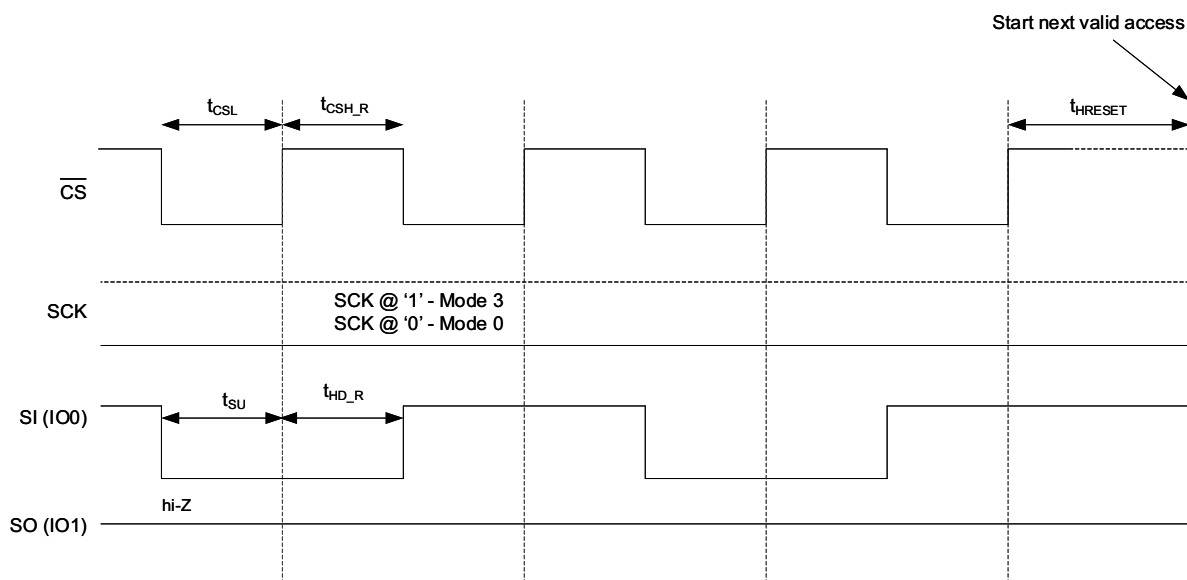 Start next valid access
tCSL
tCSH_R
tHRESET
CS
SCK
SCK @ ‘1’ - Mode 3
SCK @ ‘0’ - Mode 0
tSU
tHD_R
SI (IO0)
hi-Z
SO (IO1)